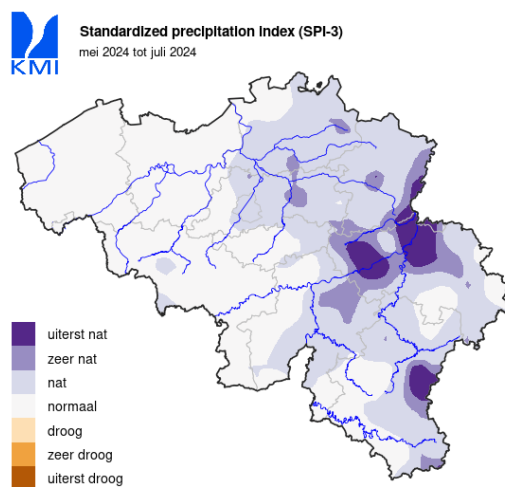 Standardized precipitation index (SPI-3)
mei 2024 tot juli 2024
KMI
uiterst nat
zeer nat
nat
normaal
droog
zeer droog
uiterst droog